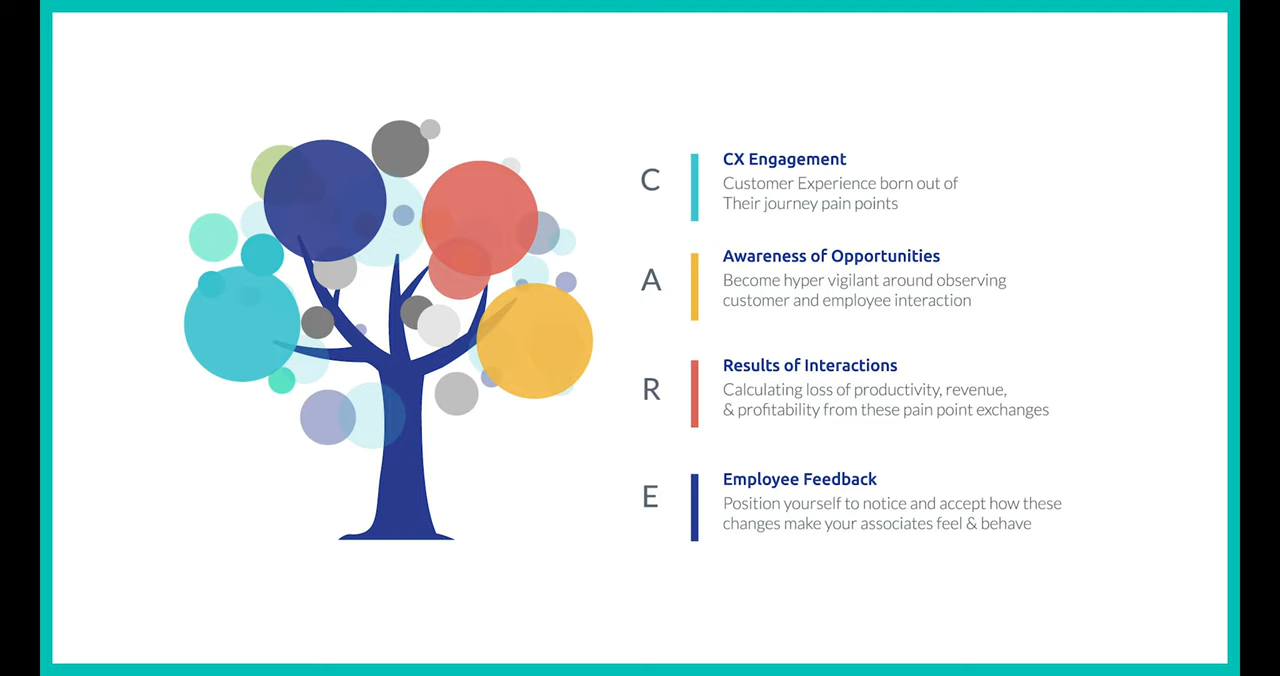 C
CX Engagement
Customer Experience born out of
Their journey pain points
A
Awareness of Opportunities
Become hyper vigilant around observing
customer and employee interaction
R
Results of Interactions
Calculating loss of productivity, revenue,
& profitability from these pain point exchanges
E
Employee Feedback
Position yourself to notice and accept how these
changes make your associates feel & behave